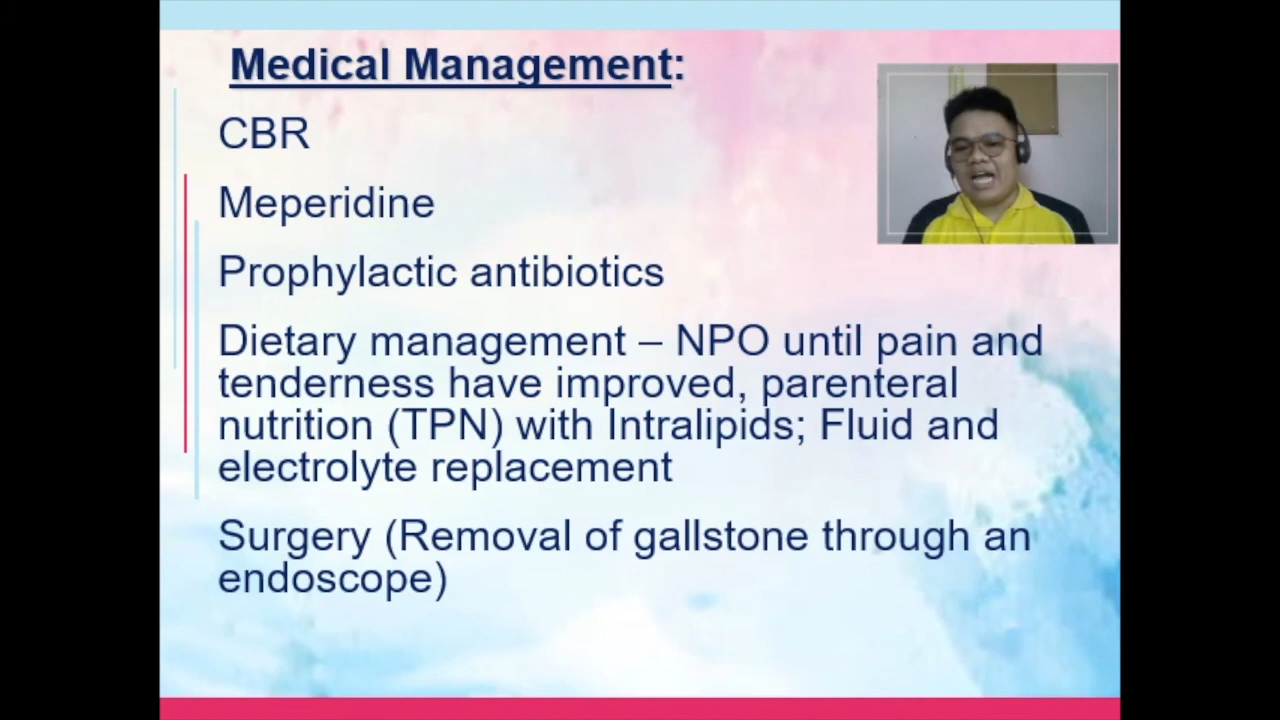 Medical Management:
CBR
Meperidine
Prophylactic antibiotics
Dietary management – NPO until pain and
tenderness have improved, parenteral
nutrition (TPN) with Intralipids; Fluid and
electrolyte replacement
Surgery (Removal of gallstone through an
endoscope)